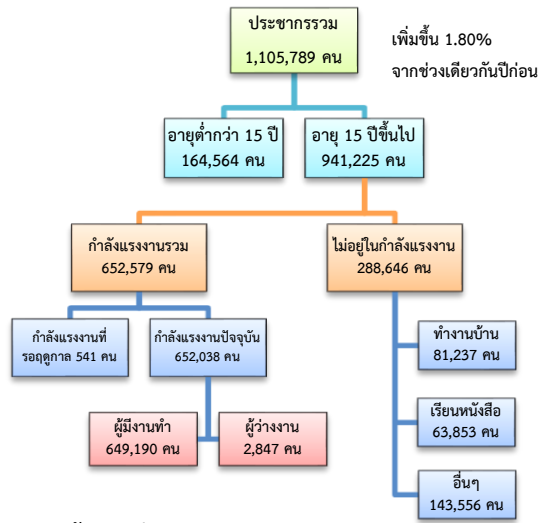 ประชากรรวม
1,105,789 คน
เพิ่มขึ้น 1.80%
จากช่วงเดียวกันปีก่อน
อายุต่ำกว่า 15 ปี
164,564 คน
อายุ 15 ปีขึ้นไป
941,225 คน
กำลังแรงงานรวม
652,579 คน
ไม่อยู่ในกำลังแรงงาน
288,646 คน
กำลังแรงงานที่
รอฤดูกาล 541 คน
กำลังแรงงานปัจจุบัน
652,038 คน
ทำงานบ้าน
81,237 คน
ผู้มีงานทำ
649,190 คน
ผู้ว่างงาน
2,847 คน
เรียนหนังสือ
63,853 คน
อื่นๆ
143,556 คน